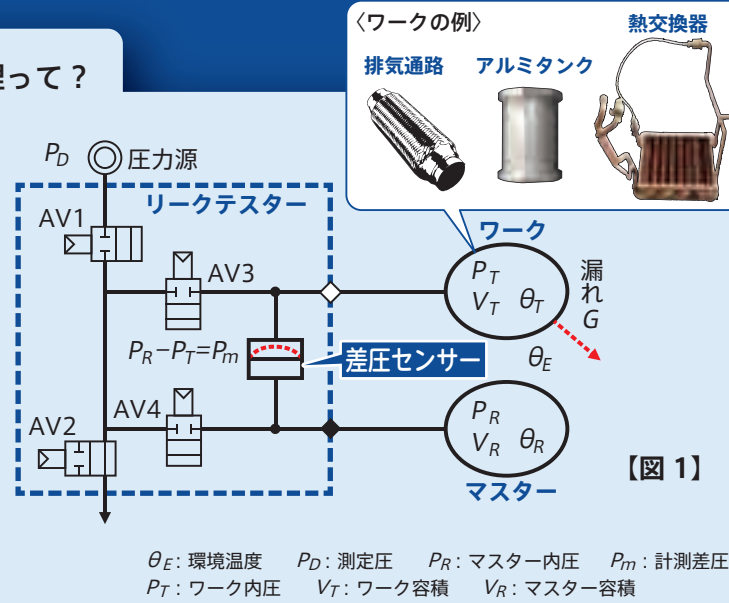 理って？
〈ワークの例〉
排気通路 アルミタンク 熱交換器
P_D 圧力源
リークテスター
AV1
AV3
ワーク
P_T
V_T θ_T
漏れ G
P_R−P_T=P_m
差圧センサー
θ_E
AV4
AV2
P_R
V_R θ_R
マスター
【図 1】
θ_E：環境温度 P_D：測定圧 P_R：マスター内圧 P_m：計測差圧
P_T：ワーク内圧 V_T：ワーク容積 V_R：マスター容積